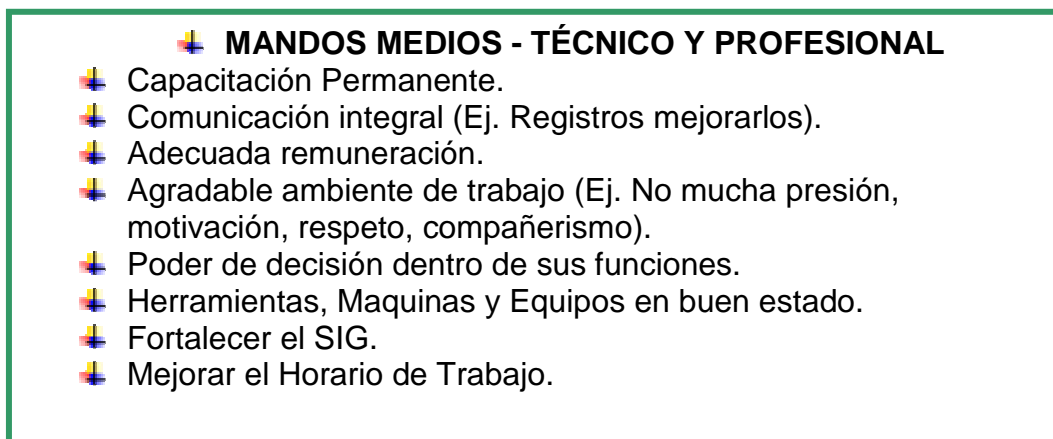 MANDOS MEDIOS - TÉCNICO Y PROFESIONAL
Capacitación Permanente.
Comunicación integral (Ej. Registros mejorarlos).
Adecuada remuneración.
Agradable ambiente de trabajo (Ej. No mucha presión,
motivación, respeto, compañerismo).
Poder de decisión dentro de sus funciones.
Herramientas, Maquinas y Equipos en buen estado.
Fortalecer el SIG.
Mejorar el Horario de Trabajo.